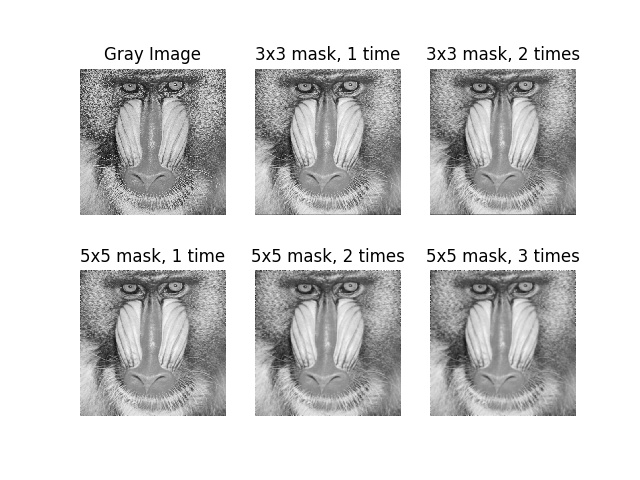 Gray Image
3x3 mask, 1 time
3x3 mask, 2 times
5x5 mask, 1 time
5x5 mask, 2 times
5x5 mask, 3 times